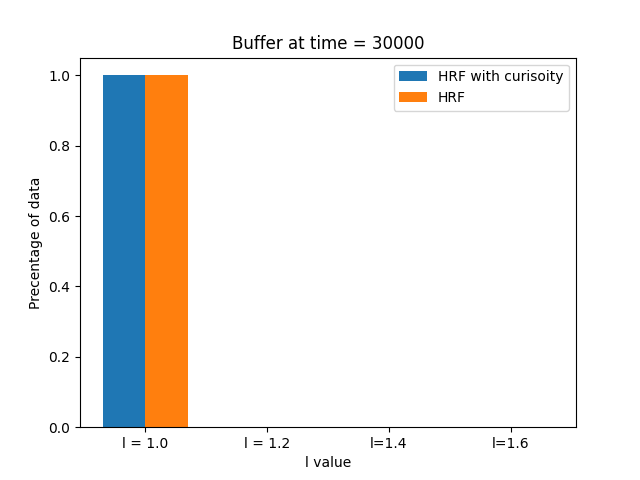 Buffer at time = 30000
HRF with curisoity
HRF
1.0
0.8
0.6
0.4
0.2
0.0
Precentage of data
l = 1.0
l = 1.2
l=1.4
l=1.6
l value